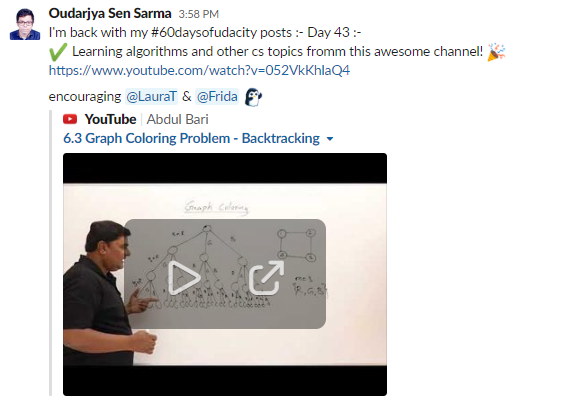 Oudarjya Sen Sarma 3:58 PM
I'm back with my #60daysofudacity posts :- Day 43 :-
Learning algorithms and other cs topics fromm this awesome channel!
https://www.youtube.com/watch?v=052VkKhIaQ4
encouraging @LauraT & @Frida
YouTube | Abdul Bari
6.3 Graph Coloring Problem - Backtracking
Graph Coloring